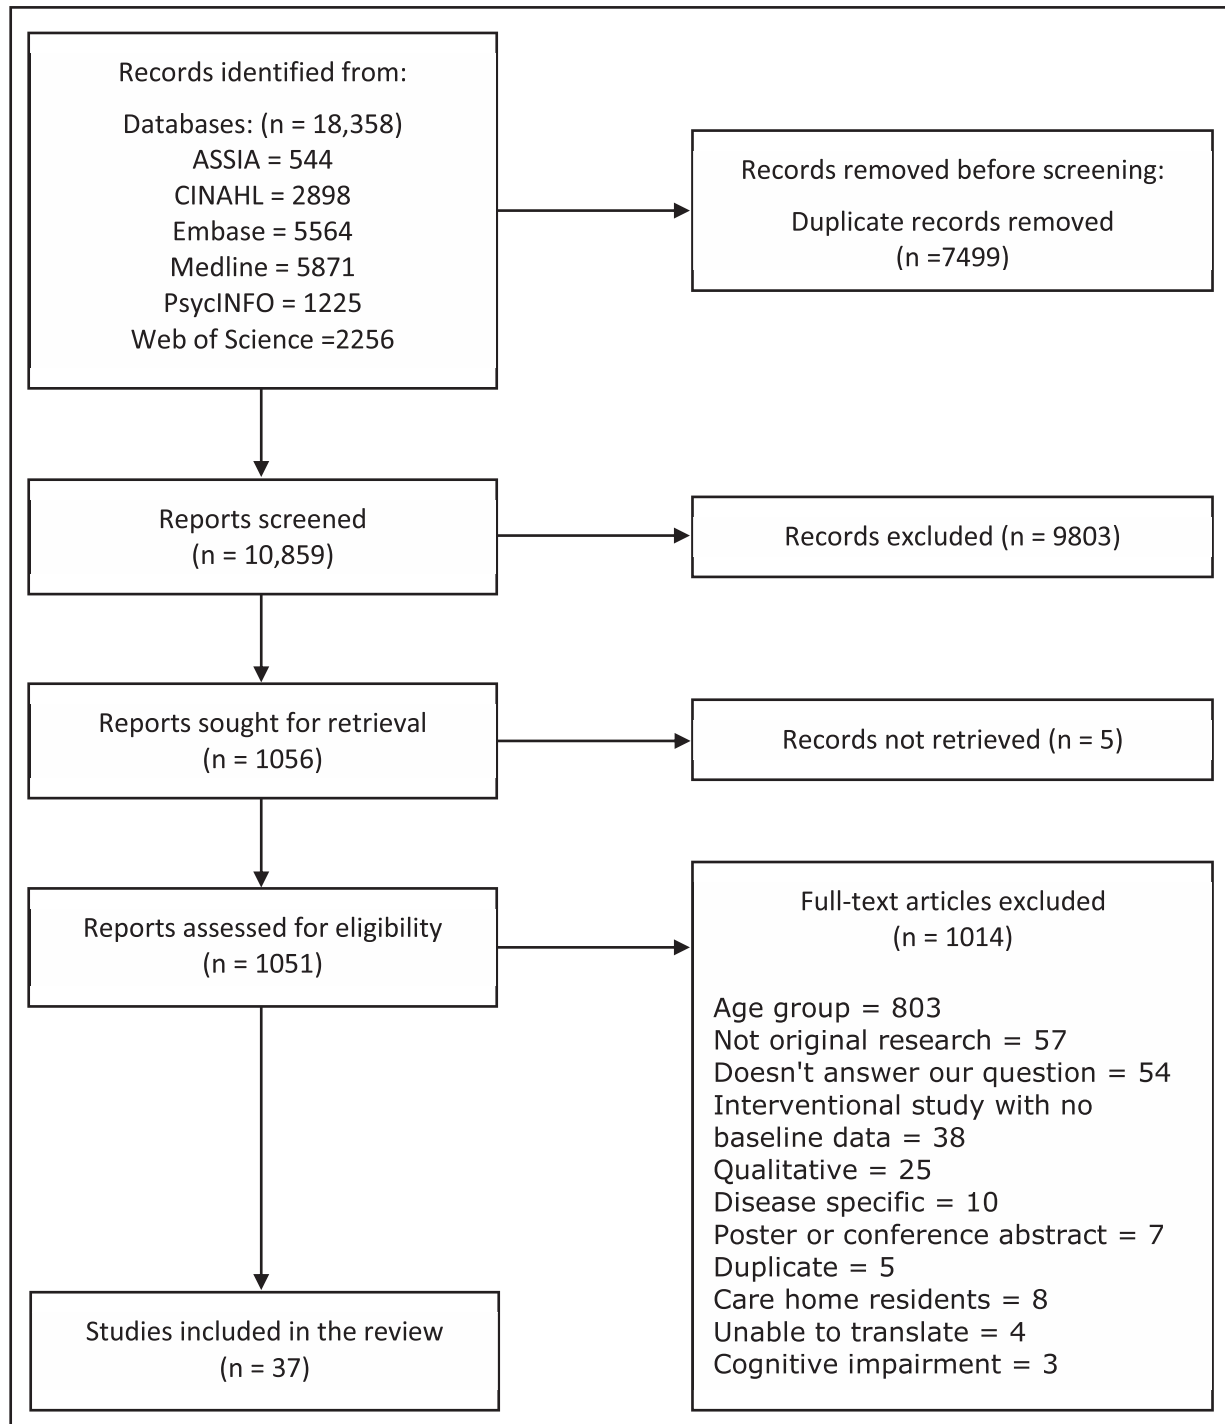 Records identified from:
Databases: (n = 18,358)
ASSIA = 544
CINAHL = 2898
Embase = 5564
Medline = 5871
PsycINFO = 1225
Web of Science =2256
Records removed before screening:
Duplicate records removed
(n =7499)
Reports screened
(n = 10,859)
Records excluded (n = 9803)
Reports sought for retrieval
(n = 1056)
Records not retrieved (n = 5)
Reports assessed for eligibility
(n = 1051)
Full-text articles excluded
(n = 1014)
Age group = 803
Not original research = 57
Doesn't answer our question = 54
Interventional study with no
baseline data = 38
Qualitative = 25
Disease specific = 10
Poster or conference abstract = 7
Duplicate = 5
Care home residents = 8
Unable to translate = 4
Cognitive impairment = 3
Studies included in the review
(n = 37)